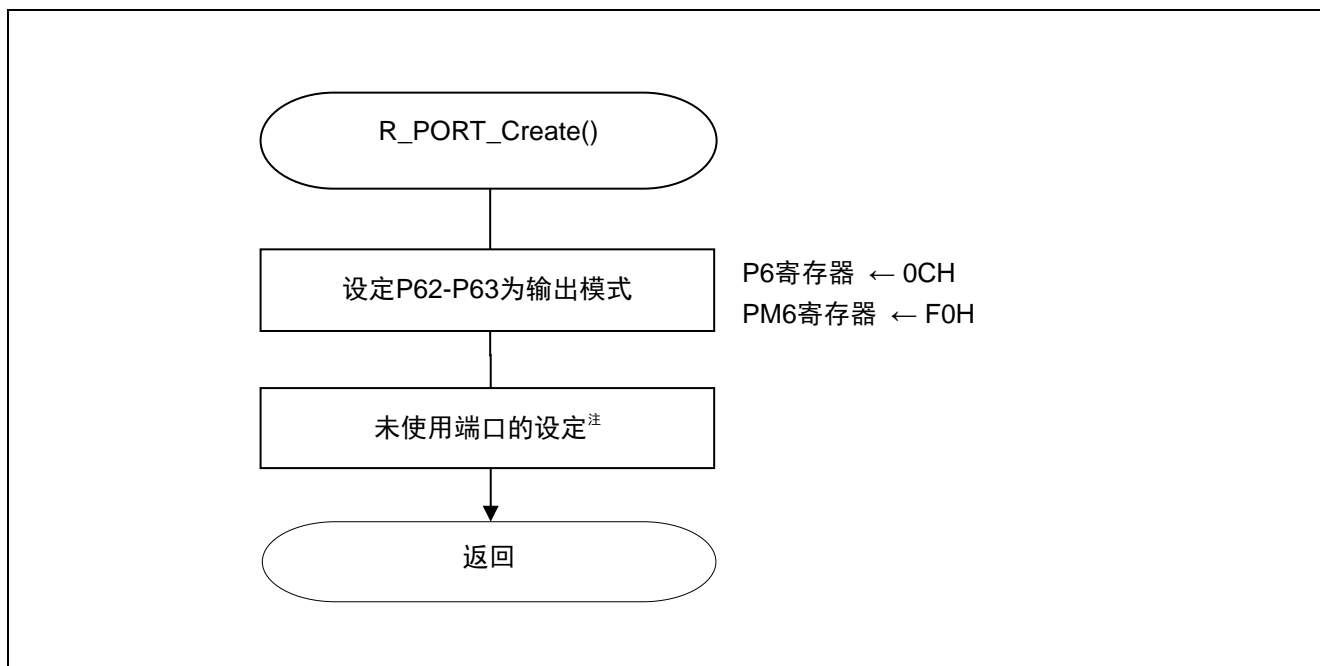 R_PORT_Create()
设定P62-P63为输出模式
P6寄存器 ← 0CH
PM6寄存器 ← F0H
未使用端口的设定注
返回